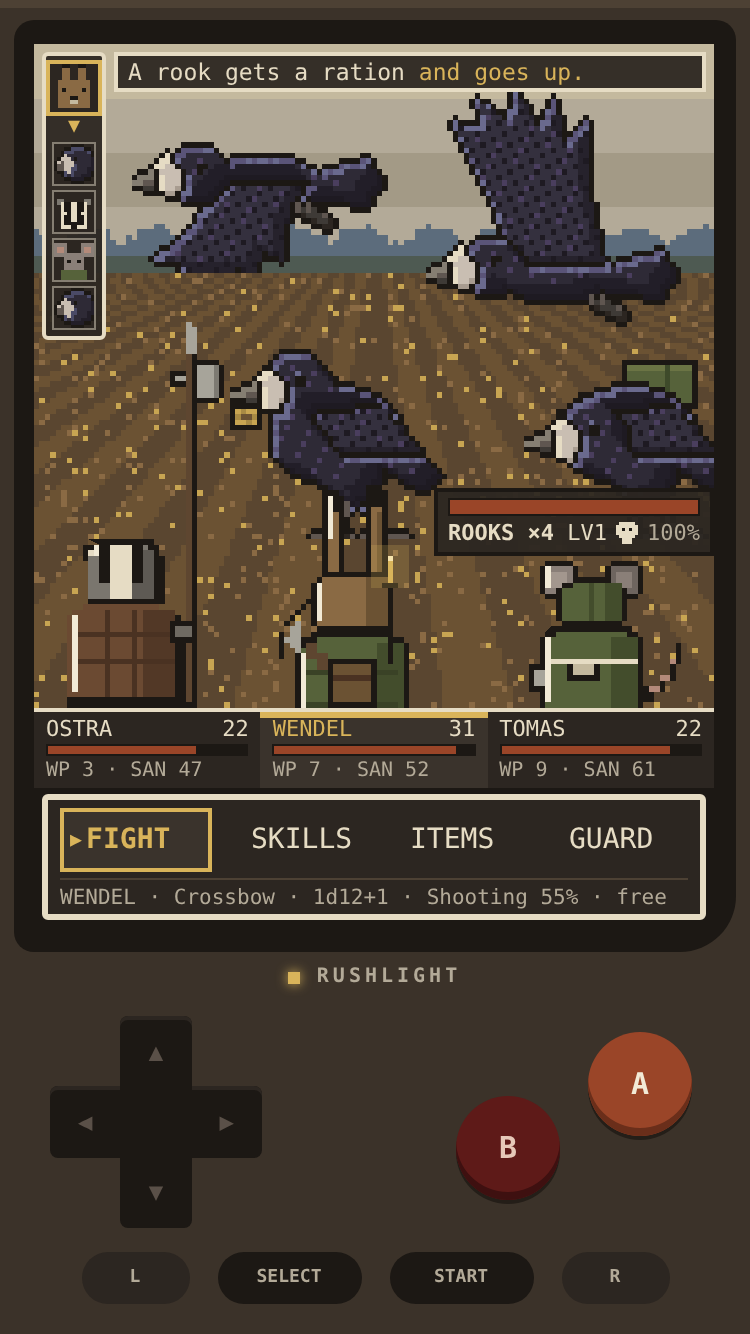 A rook gets a ration and goes up.
ROOKS ×4 LV1 100%
OSTRA 22
WP 3 · SAN 47
WENDEL 31
WP 7 · SAN 52
TOMAS 22
WP 9 · SAN 61
▶FIGHT SKILLS ITEMS GUARD
WENDEL · Crossbow · 1d12+1 · Shooting 55% · free
RUSHLIGHT
A
B
L SELECT START R